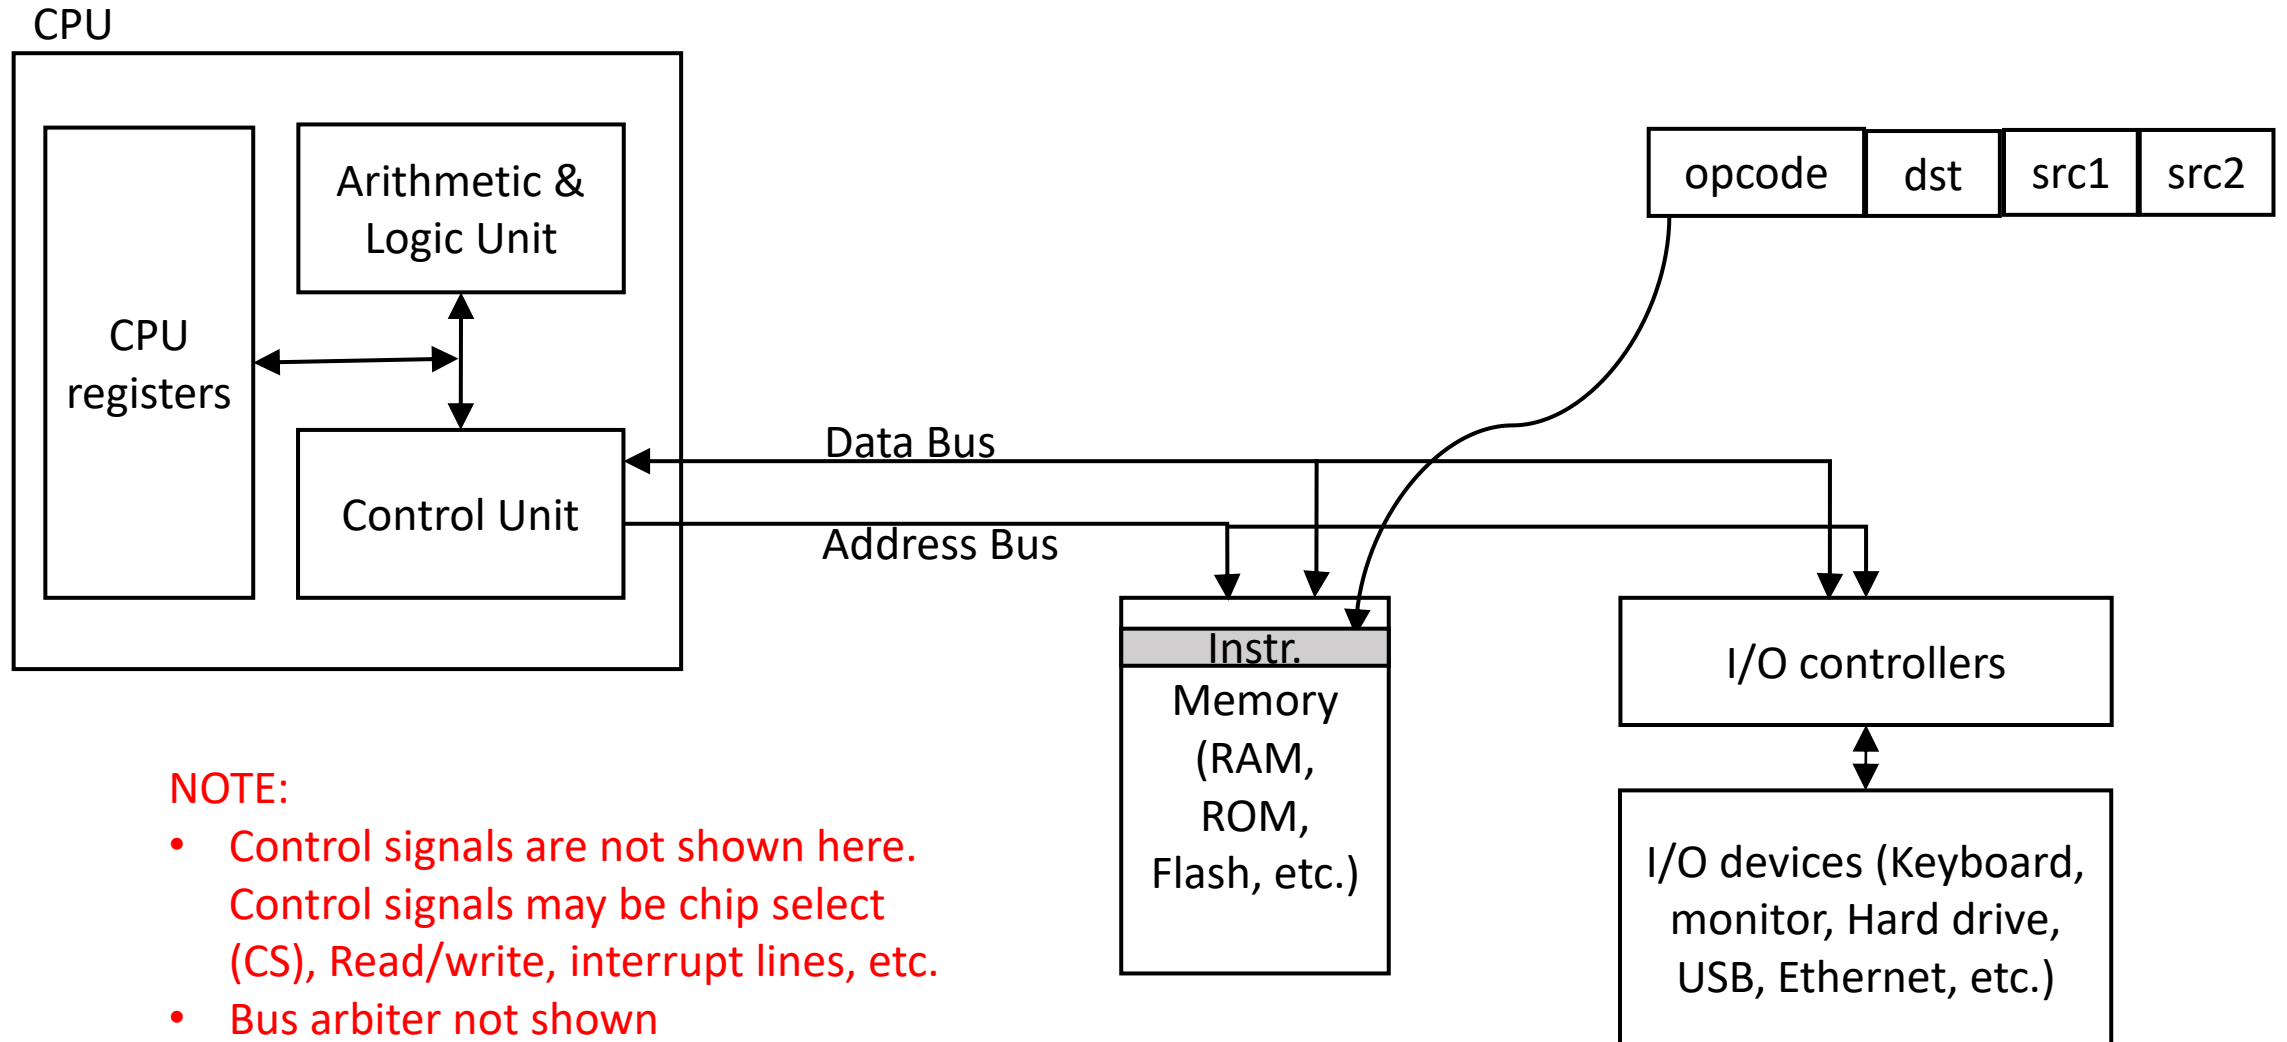 CPU
Arithmetic &
Logic Unit
CPU
registers
Control Unit
Data Bus
Address Bus
opcode
dst
src1
src2
Instr.
Memory
(RAM,
ROM,
Flash, etc.)
I/O controllers
I/O devices (Keyboard,
monitor, Hard drive,
USB, Ethernet, etc.)
NOTE:
• Control signals are not shown here.
Control signals may be chip select
(CS), Read/write, interrupt lines, etc.
• Bus arbiter not shown